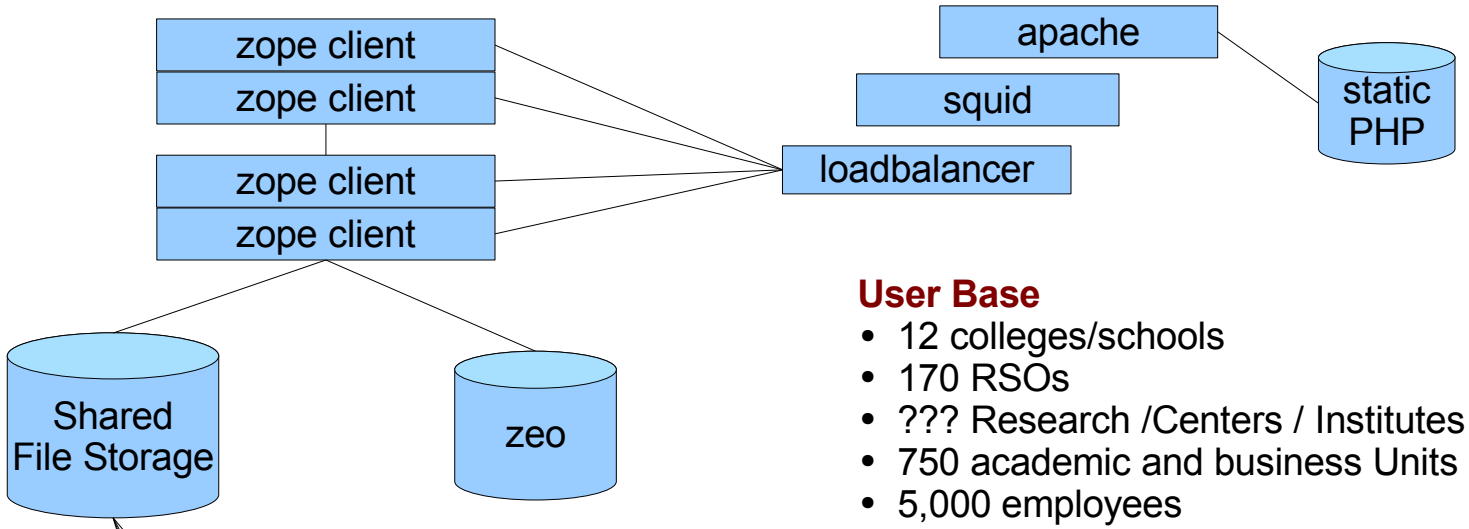 zope client
zope client
zope client
zope client
apache
squid
loadbalancer
static
PHP
Shared
File Storage
zeo
User Base
• 12 colleges/schools
• 170 RSOs
• ??? Research /Centers / Institutes
• 750 academic and business Units
• 5,000 employees